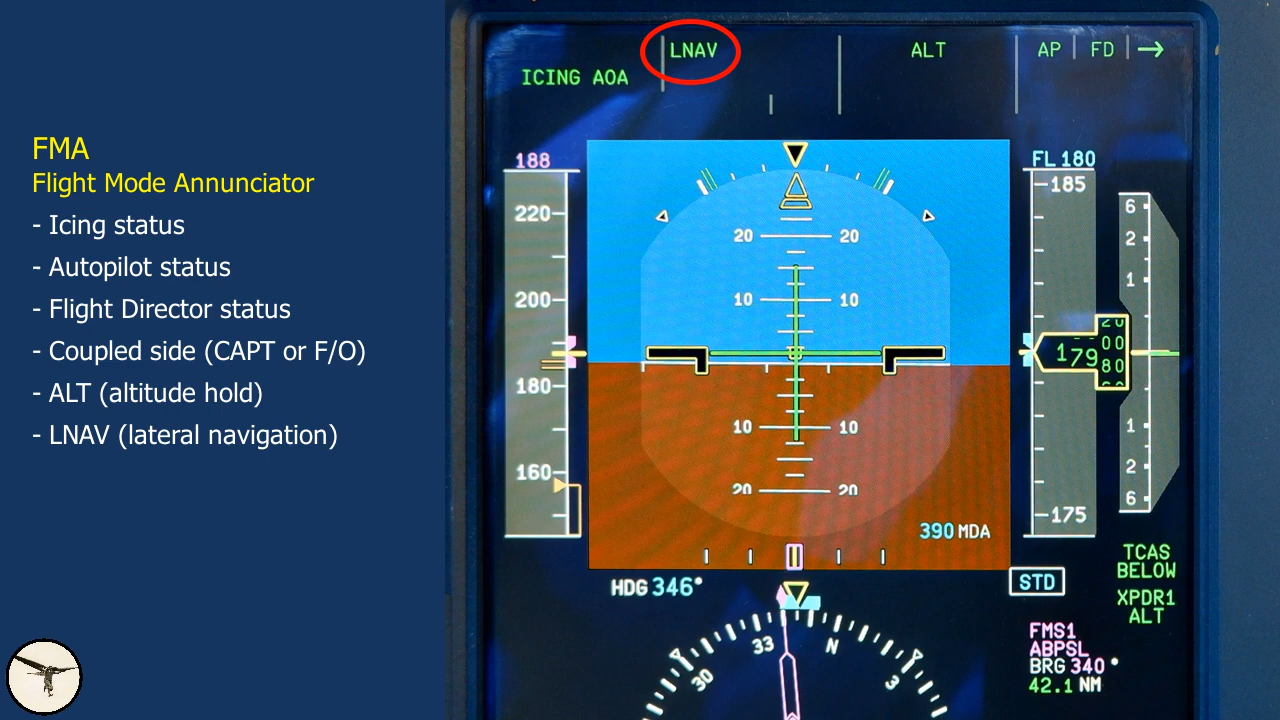 FMA
Flight Mode Annunciator
- Icing status
- Autopilot status
- Flight Director status
- Coupled side (CAPT or F/O)
- ALT (altitude hold)
- LNAV (lateral navigation)
LNAV ALT AP FD →
ICING AOA
188
220
200
180
160
20 20
10 10
10 10
20 20
390 MDA
FL 180
185
179
20
00
80
175
6
2
1
1
2
6
HDG 346°
STD
TCAS
BELOW
XPDR1
ALT
FMS1
ABPSL
BRG 340°
42.1 NM
30 33 N 3